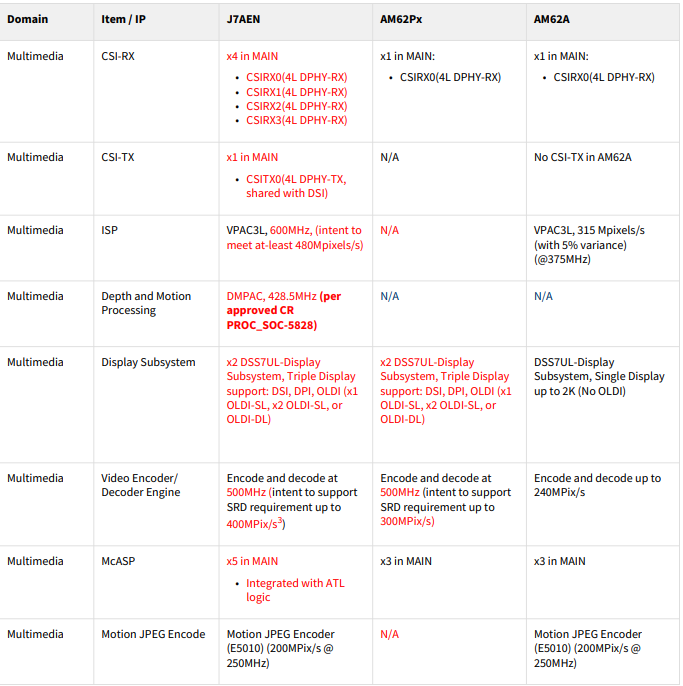 Domain Item / IP J7AEN AM62Px AM62A
Multimedia CSI-RX x4 in MAIN x1 in MAIN: x1 in MAIN:
• CSIRX0(4L DPHY-RX) • CSIRX0(4L DPHY-RX) • CSIRX0(4L DPHY-RX)
• CSIRX1(4L DPHY-RX)
• CSIRX2(4L DPHY-RX)
• CSIRX3(4L DPHY-RX)
Multimedia CSI-TX x1 in MAIN N/A No CSI-TX in AM62A
• CSITX0(4L DPHY-TX,
shared with DSI)
Multimedia ISP VPAC3L, 600MHz, (intent to N/A VPAC3L, 315 Mpixels/s
meet at-least 480Mpixels/s) (with 5% variance)
(@375MHz)
Multimedia Depth and Motion DMPAC, 428.5MHz (per N/A N/A
Processing approved CR
PROC_SOC-5828)
Multimedia Display Subsystem x2 DSS7UL-Display x2 DSS7UL-Display DSS7UL-Display
Subsystem, Triple Display Subsystem, Triple Display Subsystem, Single Display
support: DSI, DPI, OLDI (x1 support: DSI, DPI, OLDI (x1 up to 2K (No OLDI)
OLDI-SL, x2 OLDI-SL, or OLDI-SL, x2 OLDI-SL, or
OLDI-DL) OLDI-DL)
Multimedia Video Encoder/ Encode and decode at Encode and decode at Encode and decode up to
Decoder Engine 500MHz (intent to support 500MHz (intent to support 240MPix/s
SRD requirement up to SRD requirement up to
400MPix/s³) 300MPix/s)
Multimedia McASP x5 in MAIN x3 in MAIN x3 in MAIN
• Integrated with ATL
logic
Multimedia Motion JPEG Encode Motion JPEG Encoder N/A Motion JPEG Encoder
(E5010) (200MPix/s @ (E5010) (200MPix/s @
250MHz) 250MHz)